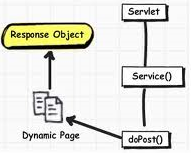 Servlet
Response Object
Service()
Dynamic Page
doPost()